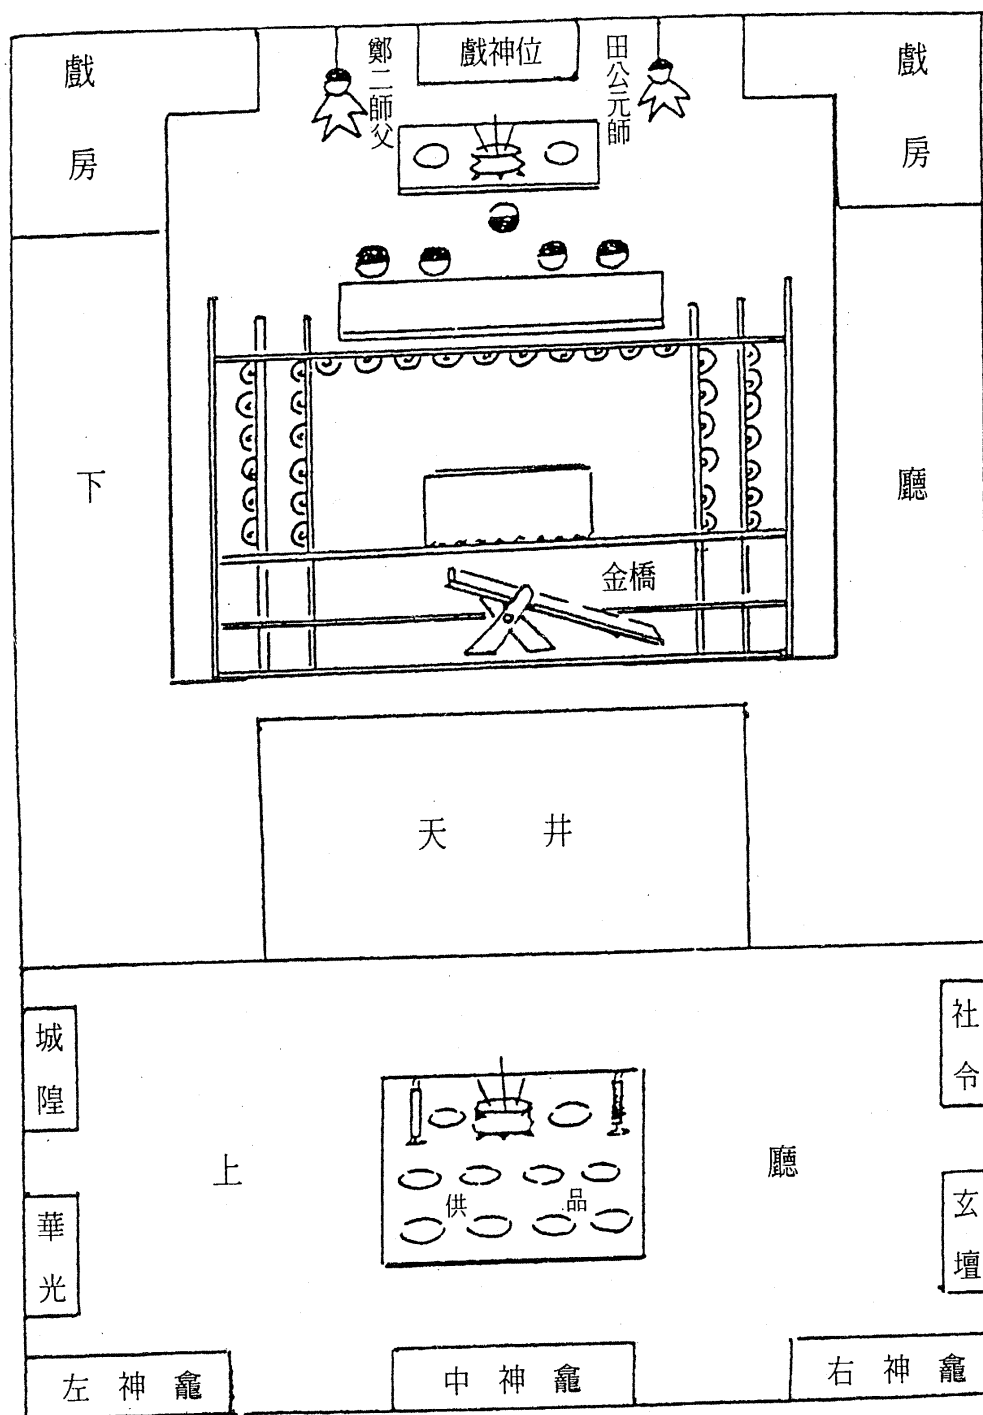 戲房
鄭二師父
戲神位
田公元師
戲房
下廳
金橋
天井
城隍
社令
上廳
供品
華光
玄壇
左神龕
中神龕
右神龕